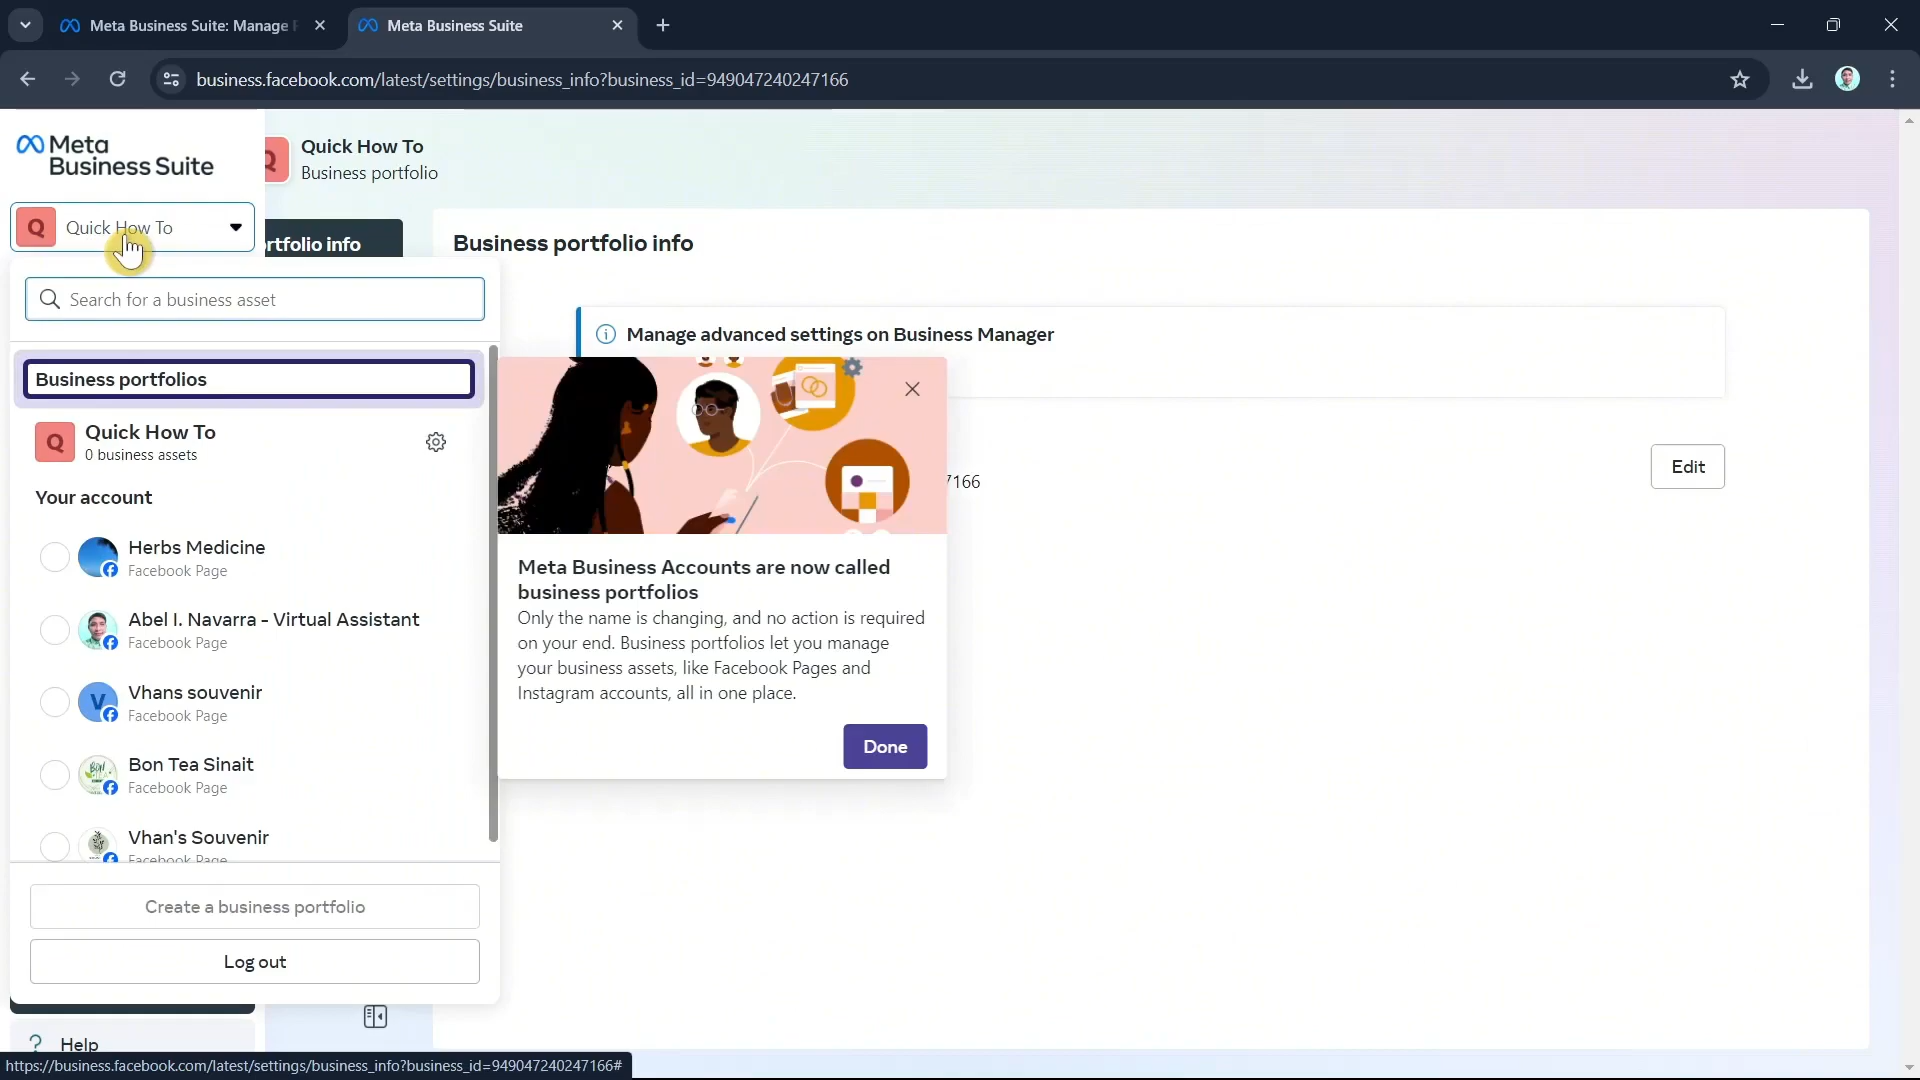 Meta Business Suite: Manage
Meta Business Suite
business.facebook.com/latest/settings/business_info?business_id=949047240247166
Meta
Business Suite
Q
Quick How To
Business portfolio
Q
Quick How To
rtfolio info
Business portfolio info
Search for a business asset
Manage advanced settings on Business Manager
Business portfolios
Q
Quick How To
0 business assets
7166
Edit
Your account
Herbs Medicine
Facebook Page
Meta Business Accounts are now called
business portfolios
Only the name is changing, and no action is required
on your end. Business portfolios let you manage
your business assets, like Facebook Pages and
Instagram accounts, all in one place.
Done
Abel I. Navarra - Virtual Assistant
Facebook Page
V
Vhans souvenir
Facebook Page
BON
TEA
Bon Tea Sinait
Facebook Page
Vhan's Souvenir
Facebook Page
Create a business portfolio
Log out
? Help
https://business.facebook.com/latest/settings/business_info?business_id=949047240247166#